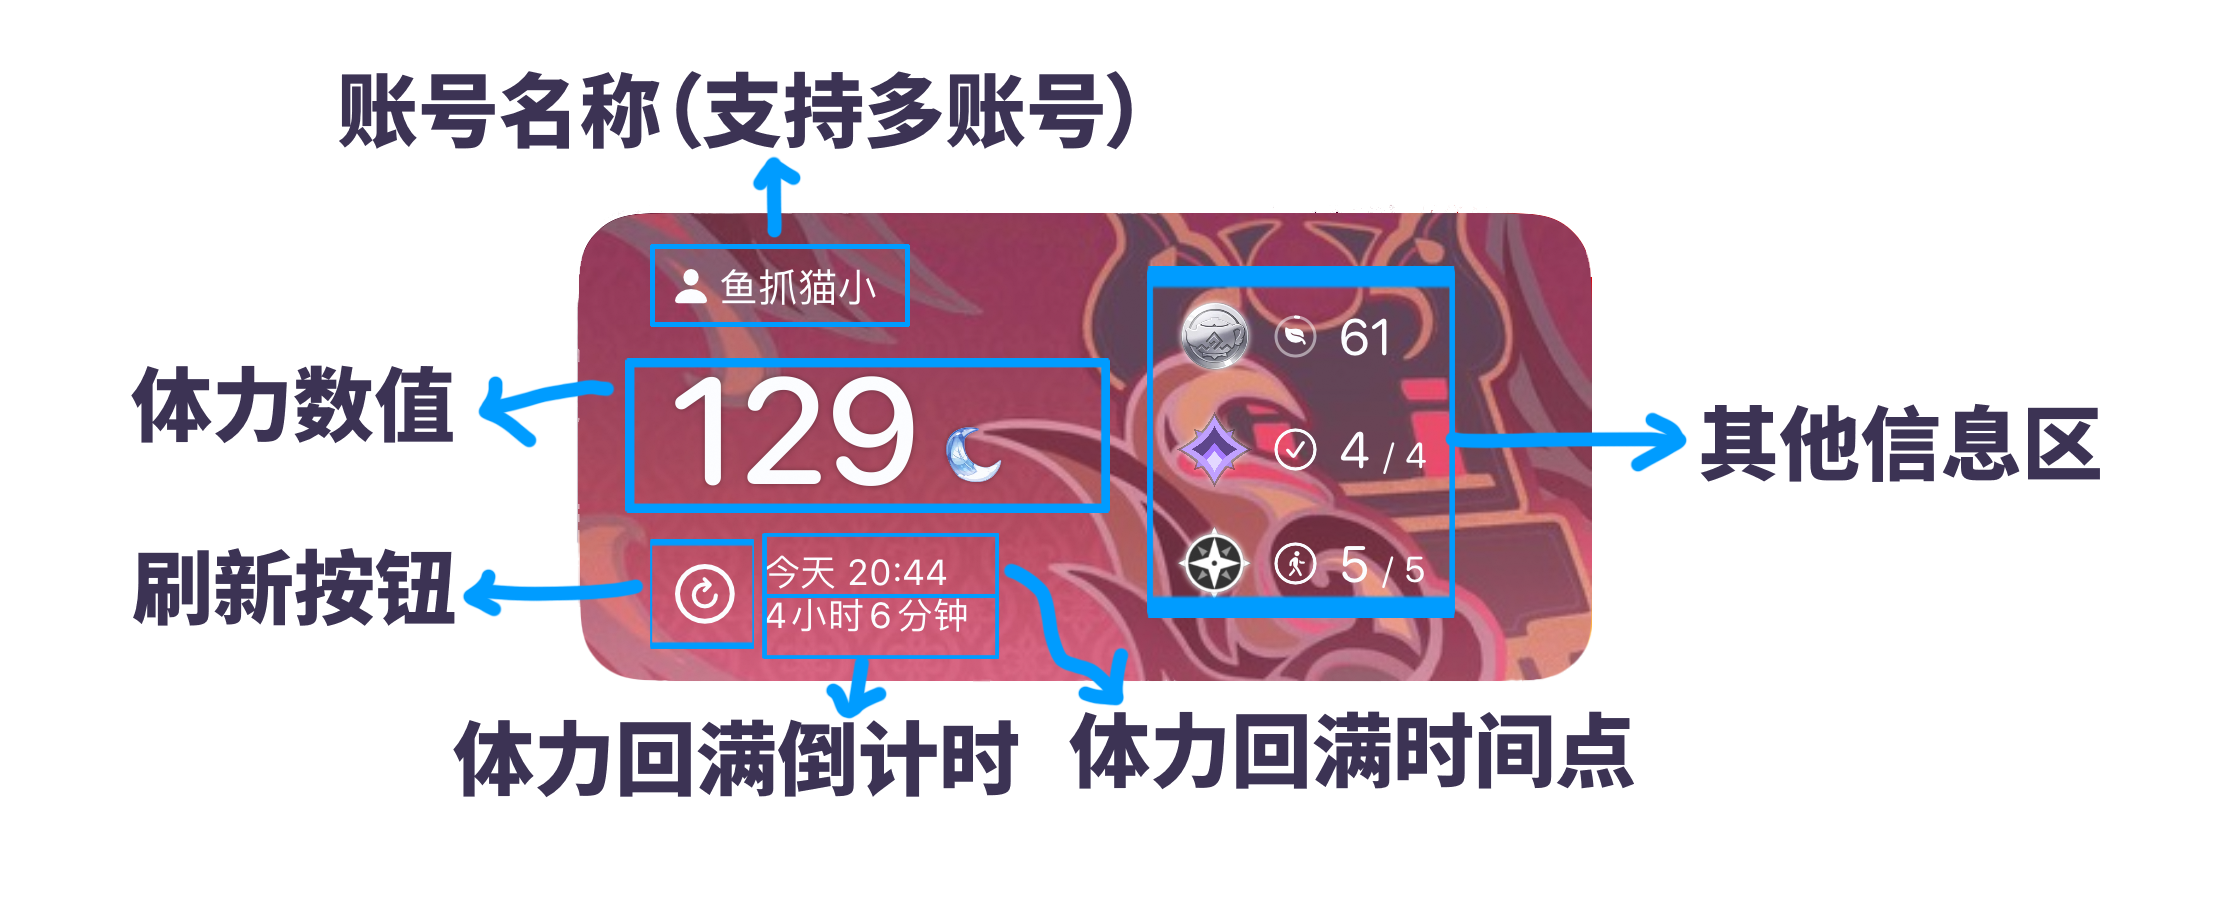 账号名称(支持多账号)
鱼抓猫小
61
体力数值
129
4 / 4
其他信息区
刷新按钮
今天 20:44
4小时6分钟
5 / 5
体力回满倒计时
体力回满时间点